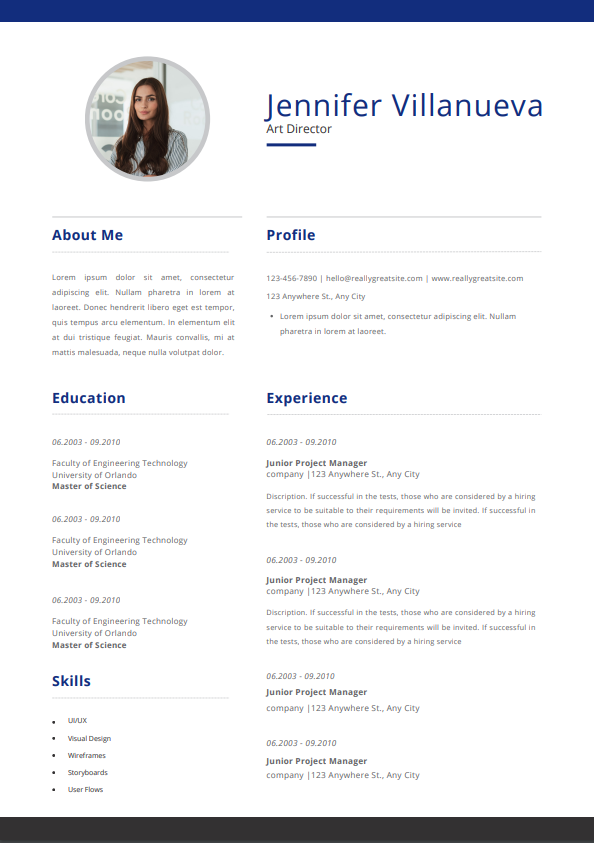 Jennifer Villanueva
Art Director
About Me
Lorem ipsum dolor sit amet, consectetur
adipiscing elit. Nullam pharetra in lorem at
laoreet. Donec hendrerit libero eget est tempor,
quis tempus arcu elementum. In elementum elit
at dui tristique feugiat. Mauris convallis, mi at
mattis malesuada, neque nulla volutpat dolor.
Profile
123-456-7890 | hello@reallygreatsite.com | www.reallygreatsite.com
123 Anywhere St., Any City
• Lorem ipsum dolor sit amet, consectetur adipiscing elit. Nullam
pharetra in lorem at laoreet.
Education
06.2003 - 09.2010
Faculty of Engineering Technology
University of Orlando
Master of Science
06.2003 - 09.2010
Faculty of Engineering Technology
University of Orlando
Master of Science
06.2003 - 09.2010
Faculty of Engineering Technology
University of Orlando
Master of Science
Skills
• UI/UX
• Visual Design
• Wireframes
• Storyboards
• User Flows
Experience
06.2003 - 09.2010
Junior Project Manager
company |123 Anywhere St., Any City
Discription. If successful in the tests, those who are considered by a hiring
service to be suitable to their requirements will be invited. If successful in
the tests, those who are considered by a hiring service
06.2003 - 09.2010
Junior Project Manager
company |123 Anywhere St., Any City
Discription. If successful in the tests, those who are considered by a hiring
service to be suitable to their requirements will be invited. If successful in
the tests, those who are considered by a hiring service
06.2003 - 09.2010
Junior Project Manager
company |123 Anywhere St., Any City
06.2003 - 09.2010
Junior Project Manager
company |123 Anywhere St., Any City